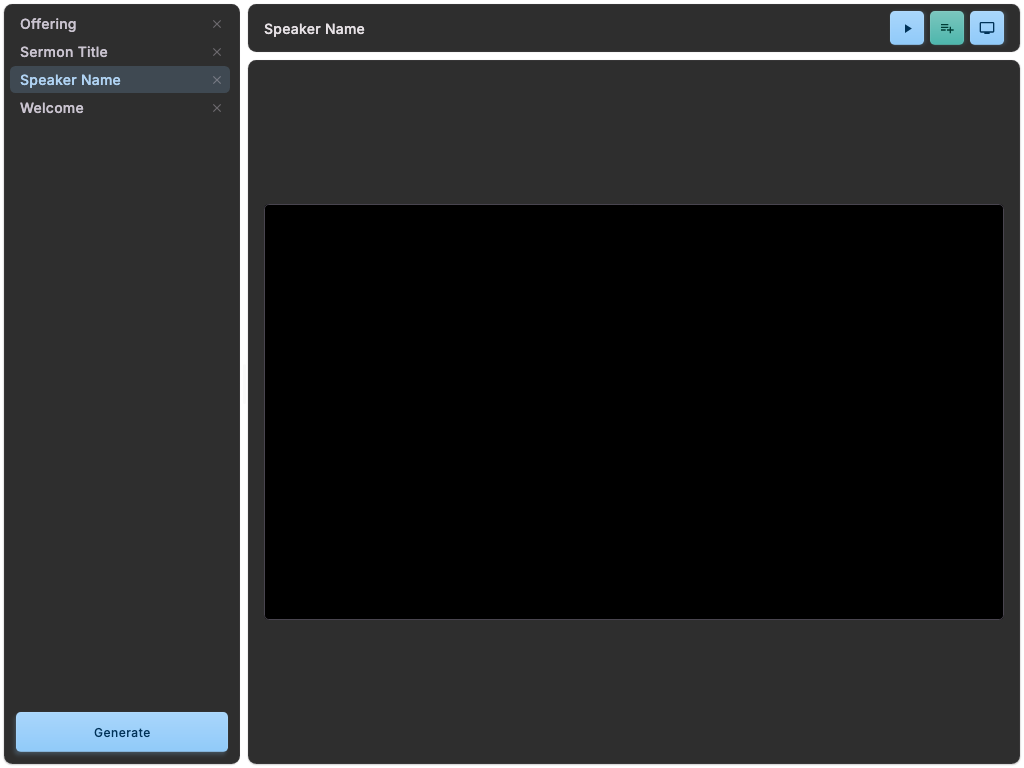 Offering
Sermon Title
Speaker Name
Welcome
Generate
Speaker Name